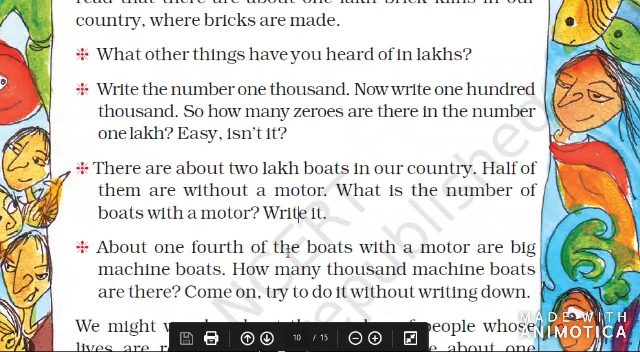 read that there are about one lakh brick kilns in our
country, where bricks are made.
❉ What other things have you heard of in lakhs?
❉ Write the number one thousand. Now write one hundred
thousand. So how many zeroes are there in the number
one lakh? Easy, isn't it?
❉ There are about two lakh boats in our country. Half of
them are without a motor. What is the number of
boats with a motor? Write it.
❉ About one fourth of the boats with a motor are big
machine boats. How many thousand machine boats
are there? Come on, try to do it without writing down.
We might people whose
lives are about one
10 / 15
NCERT
republished
MADE WITH
ANIMOTICA